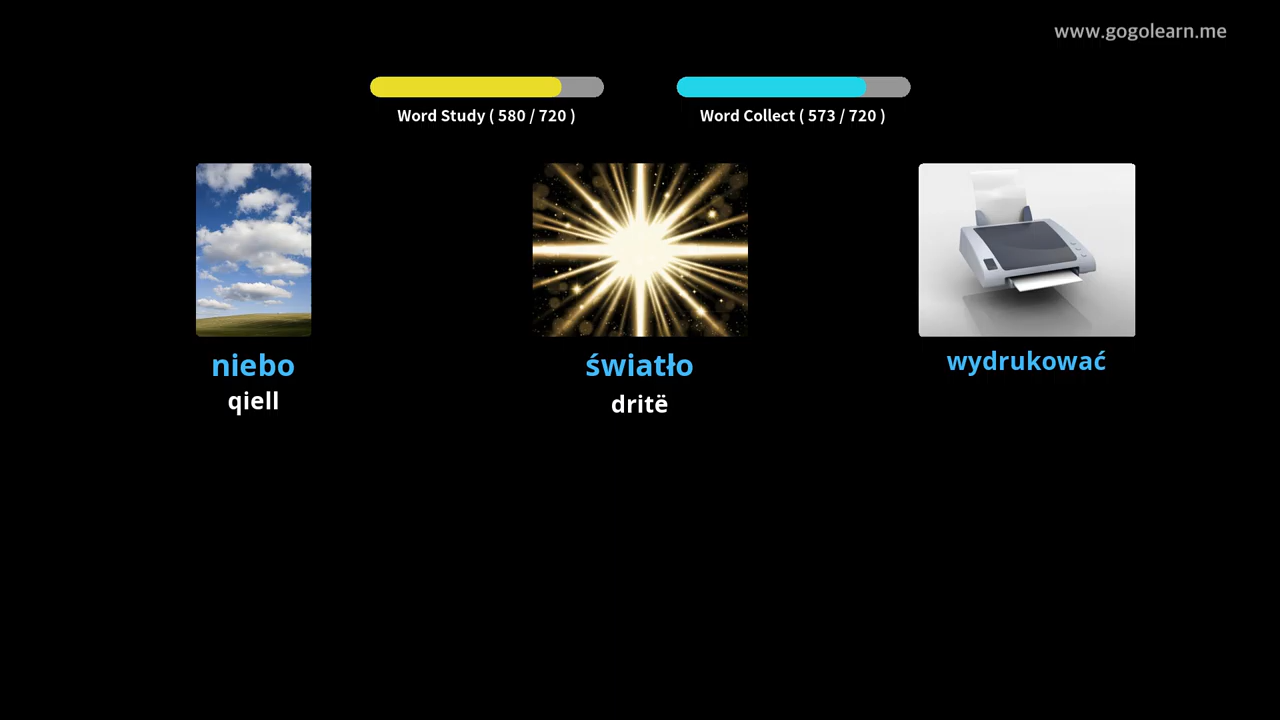 www.gogolearn.me
Word Study ( 580 / 720 )
Word Collect ( 573 / 720 )
niebo
qiell
światło
dritë
wydrukować